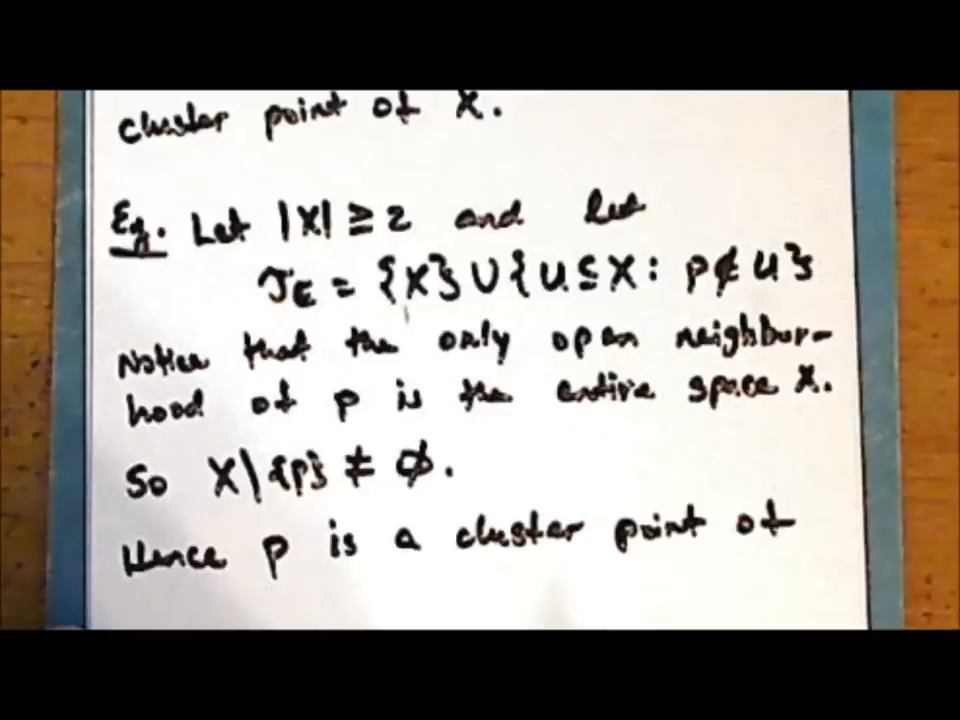 cluster point of X.
Eg. Let |X| ≥ 2 and let
𝒯_E = {X} ∪ {U ⊆ X : p ∉ U}
Notice that the only open neighbor-
hood of p is the entire space X.
So X \ {p} ≠ ∅.
Hence p is a cluster point of